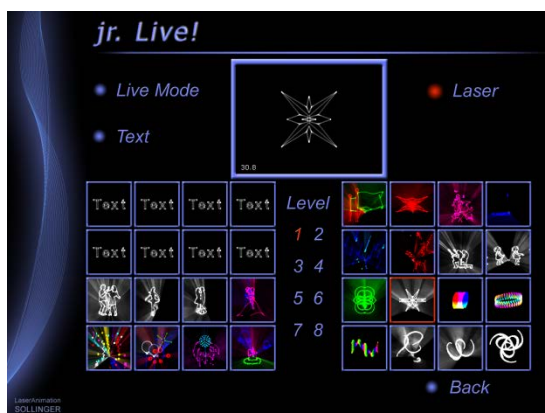 jr. Live!
Live Mode
Laser
Text
30.8
Text Text Text Text
Level
1 2
Text Text Text Text
3 4
5 6
7 8
Back
LaserAnimation
SOLLINGER